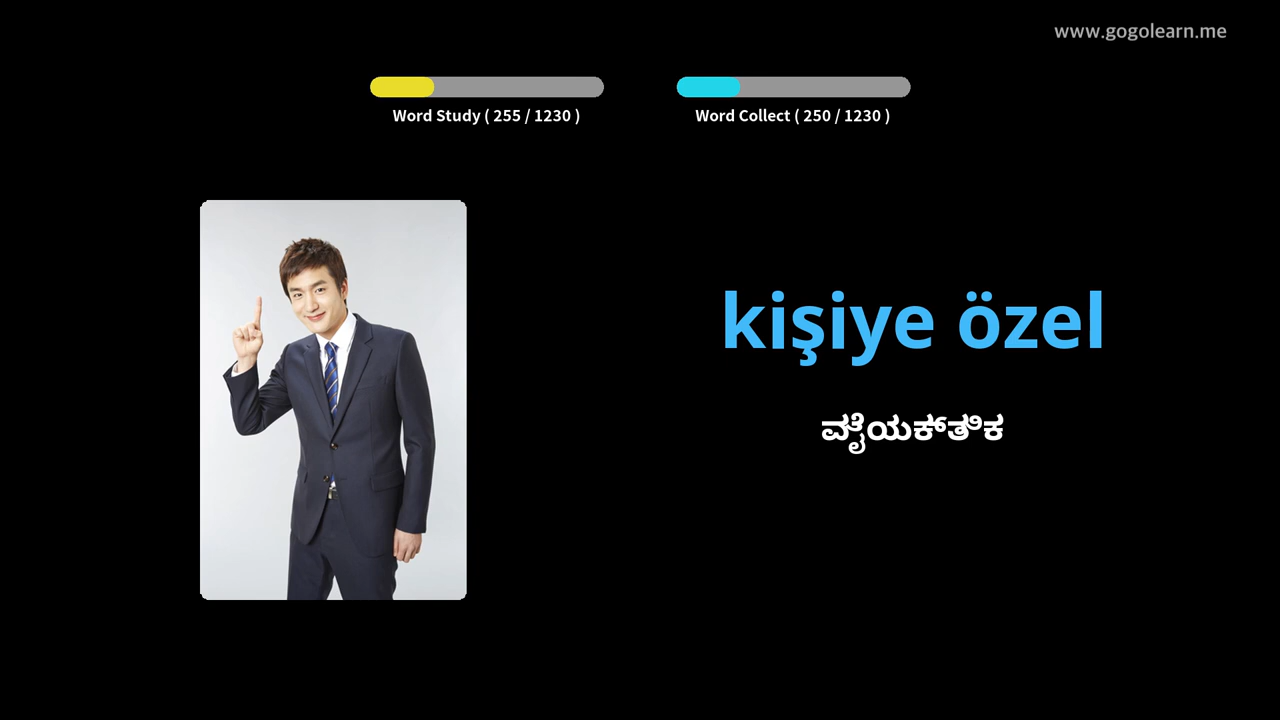 www.gogolearn.me
Word Study ( 255 / 1230 )
Word Collect ( 250 / 1230 )
kişiye özel
ವೈಯಕ್ತಿಕ